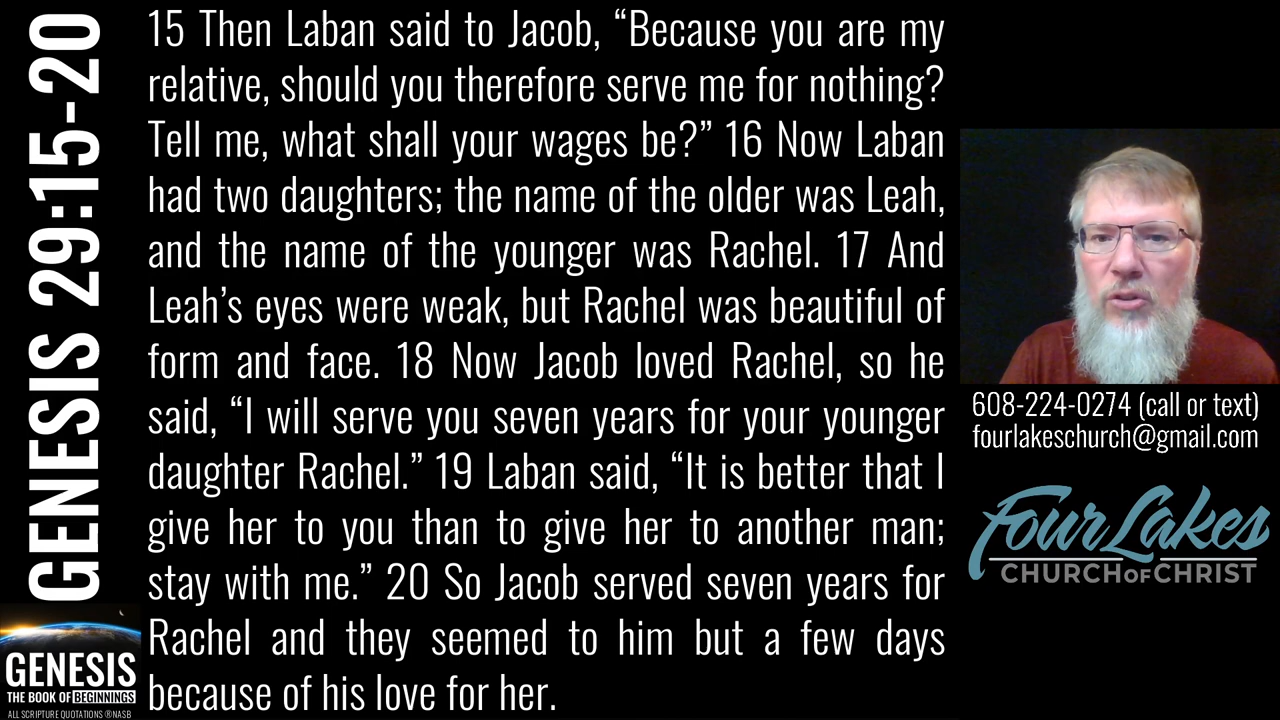 GENESIS 29:15-20
15 Then Laban said to Jacob, “Because you are my
relative, should you therefore serve me for nothing?
Tell me, what shall your wages be?” 16 Now Laban
had two daughters; the name of the older was Leah,
and the name of the younger was Rachel. 17 And
Leah’s eyes were weak, but Rachel was beautiful of
form and face. 18 Now Jacob loved Rachel, so he
said, “I will serve you seven years for your younger
daughter Rachel.” 19 Laban said, “It is better that I
give her to you than to give her to another man;
stay with me.” 20 So Jacob served seven years for
Rachel and they seemed to him but a few days
because of his love for her.
608-224-0274 (call or text)
fourlakeschurch@gmail.com
Four Lakes
CHURCH OF CHRIST
GENESIS
THE BOOK OF BEGINNINGS
ALL SCRIPTURE QUOTATIONS ®NASB